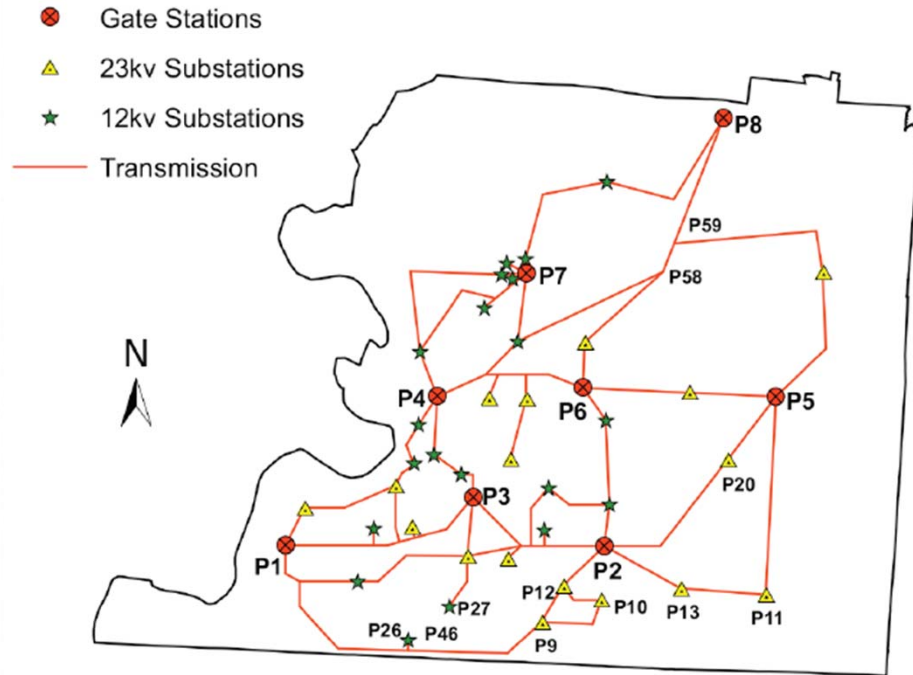 Gate Stations
23kv Substations
12kv Substations
Transmission
P8
P59
P58
P7
N
P4
P6
P5
P20
P3
P1
P2
P12
P10
P13
P11
P27
P26
P46
P9